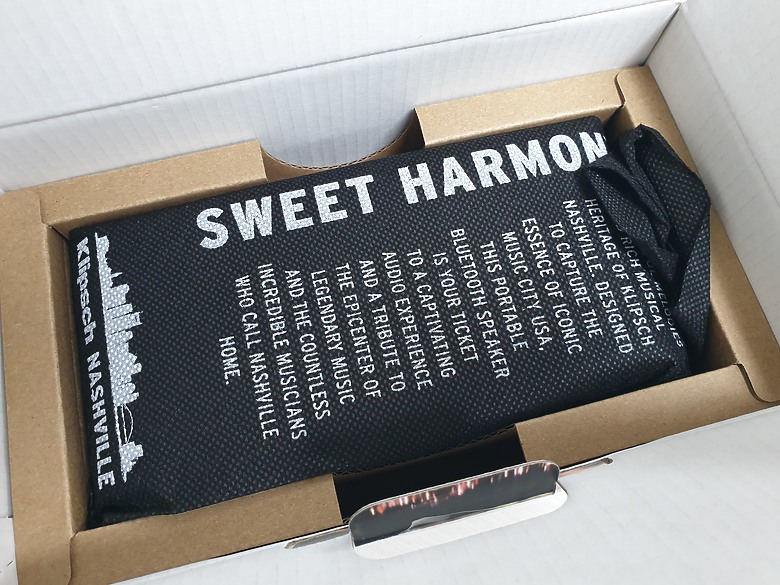 SWEET HARMON
RICH MUSICAL
HERITAGE OF KLIPSCH
NASHVILLE. DESIGNED
TO CAPTURE THE
ESSENCE OF ICONIC
MUSIC CITY USA,
THIS PORTABLE
BLUETOOTH SPEAKER
IS YOUR TICKET
TO A CAPTIVATING
AUDIO EXPERIENCE
AND A TRIBUTE TO
THE EPICENTER OF
LEGENDARY MUSIC
AND THE COUNTLESS
INCREDIBLE MUSICIANS
WHO CALL NASHVILLE
HOME.
Klipsch NASHVILLE